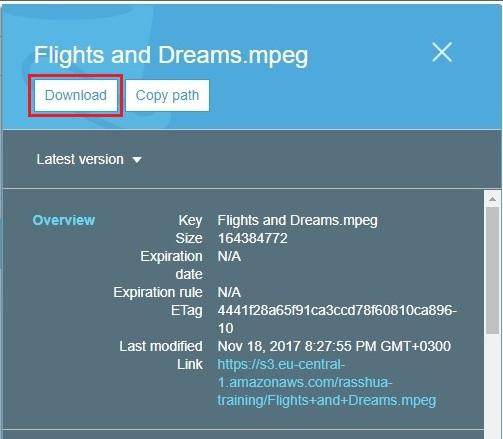 Flights and Dreams.mpeg
Download Copy path
Latest version
Overview Key Flights and Dreams.mpeg
Size 164384772
Expiration N/A
date
Expiration rule N/A
ETag 4441f28a65f91ca3ccd78f60810ca896-
10
Last modified Nov 18, 2017 8:27:55 PM GMT+0300
Link https://s3.eu-central-
1.amazonaws.com/rasshua-
training/Flights+and+Dreams.mpeg